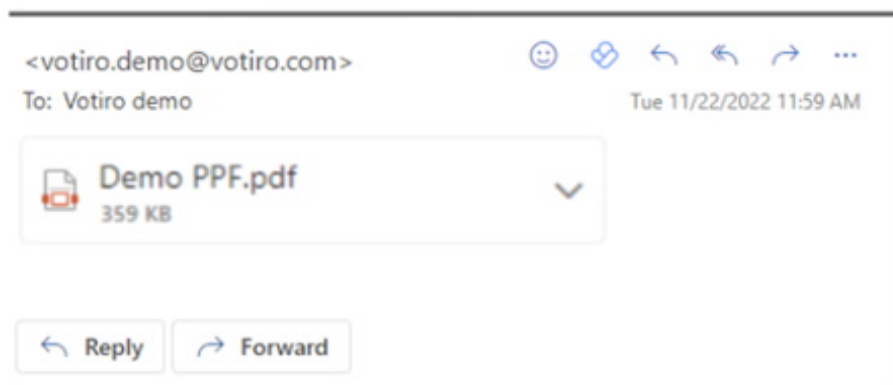 <votiro.demo@votiro.com>
To: Votiro demo
Tue 11/22/2022 11:59 AM
Demo PPF.pdf
359 KB
Reply
Forward